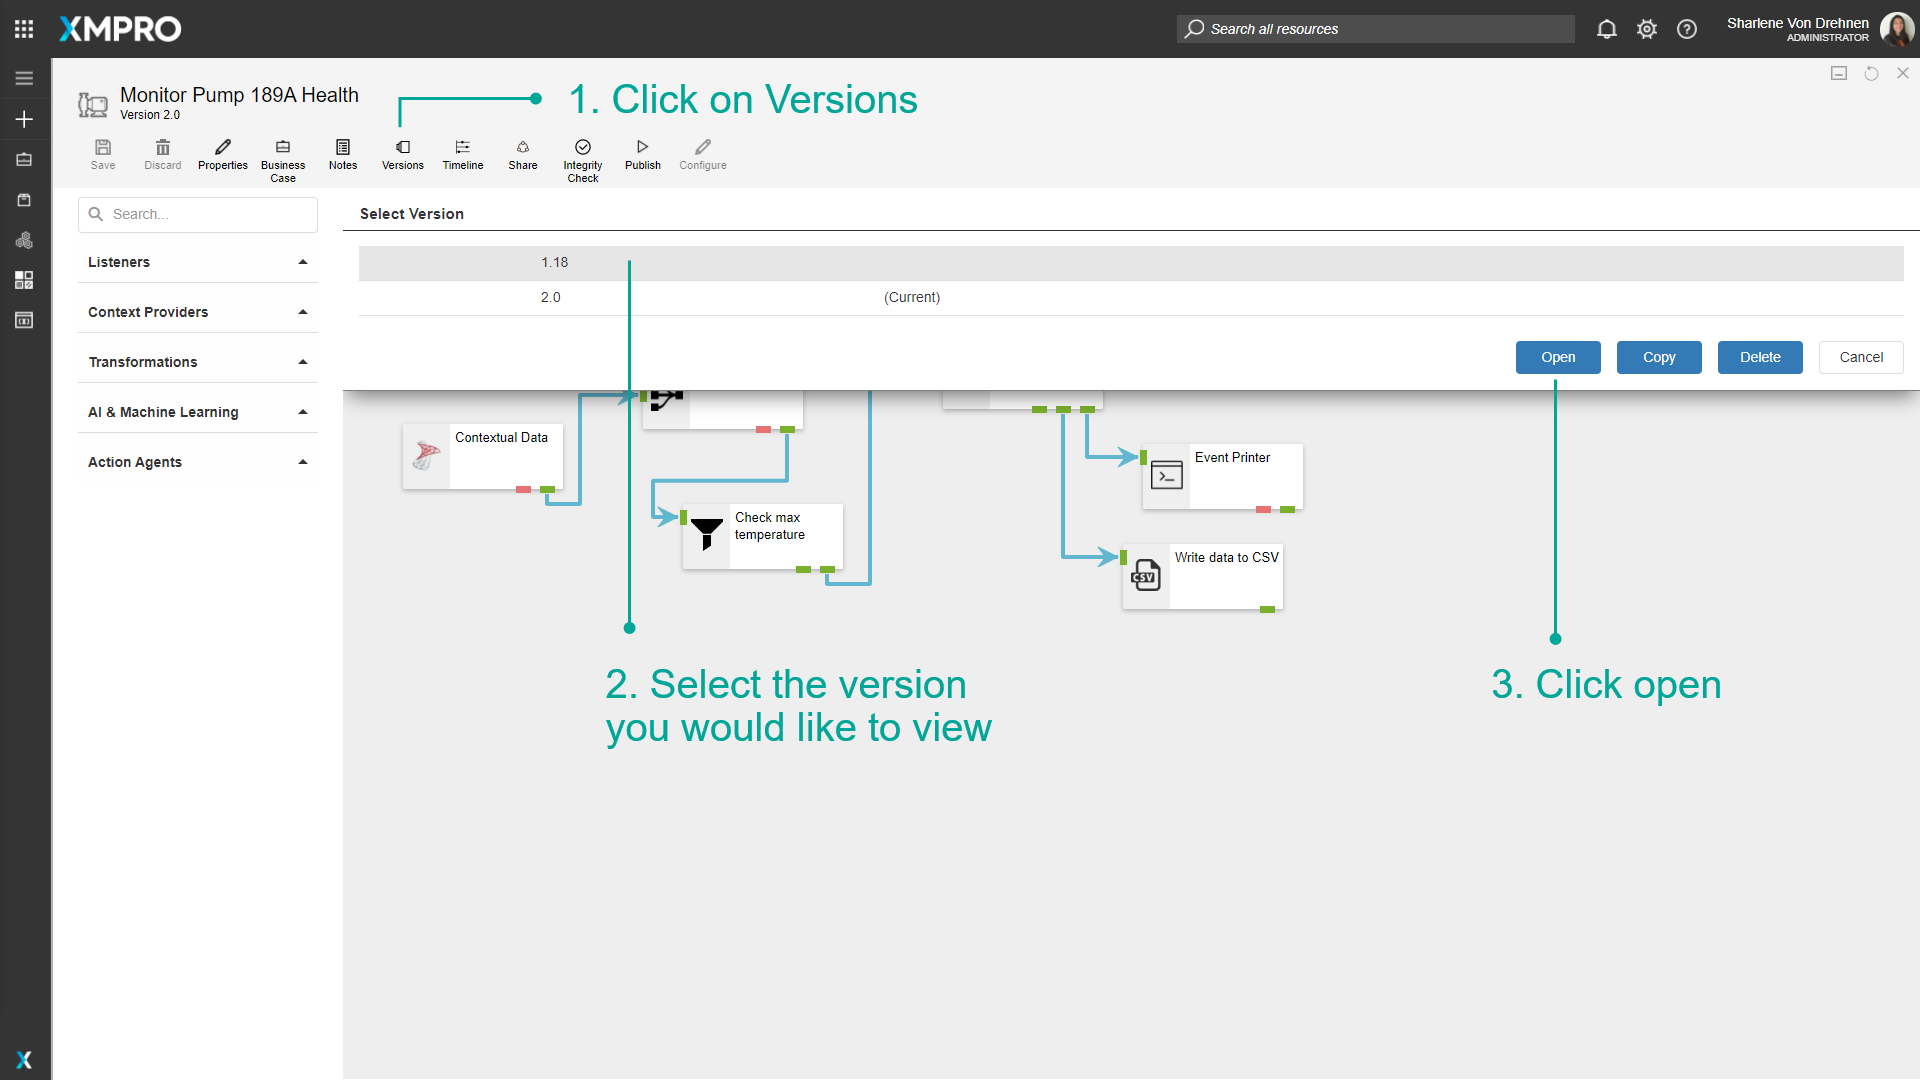 XMPRO
Search all resources
Sharlene Von Drehnen
ADMINISTRATOR
Monitor Pump 189A Health
Version 2.0
1. Click on Versions
Save
Discard
Properties
Business
Case
Notes
Versions
Timeline
Share
Integrity
Check
Publish
Configure
Search...
Listeners
Context Providers
Transformations
AI & Machine Learning
Action Agents
Select Version
1.18
2.0 (Current)
Open
Copy
Delete
Cancel
Contextual Data
Check max
temperature
Event Printer
Write data to CSV
CSV
2. Select the version
you would like to view
3. Click open
X